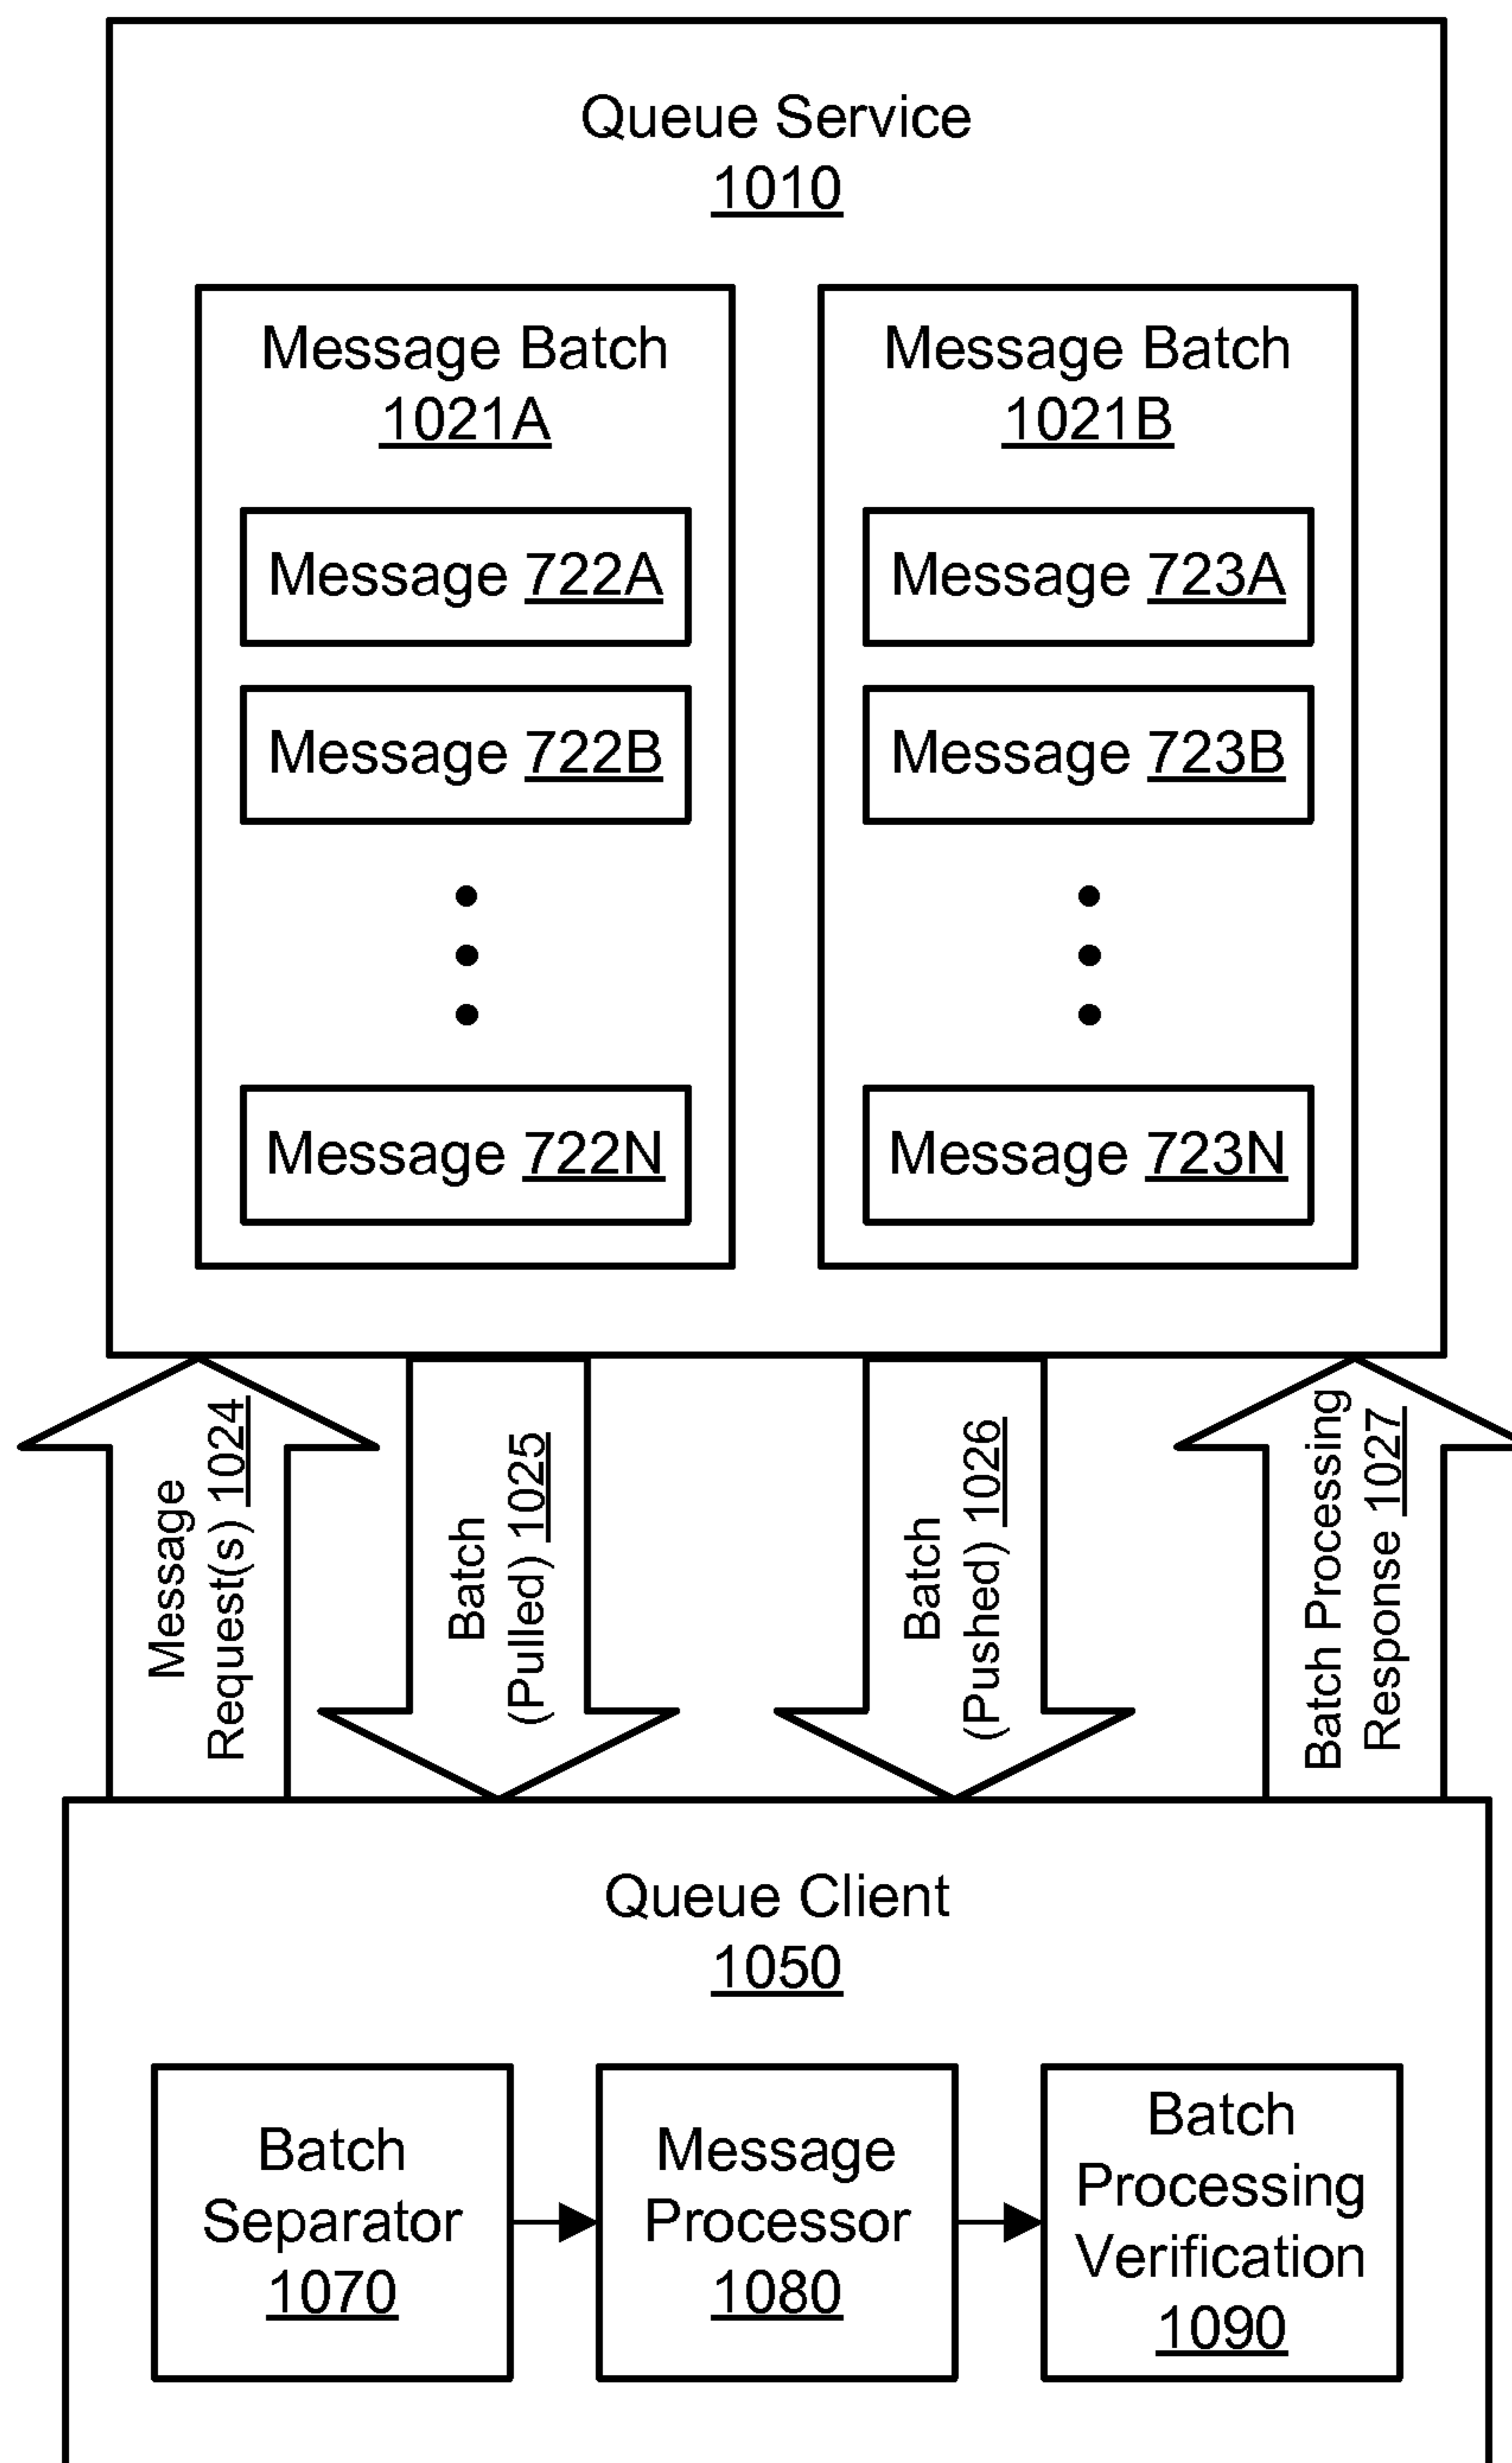 Queue Service
1010
Message Batch
1021A
Message 722A
Message 722B
Message 722N
Message Batch
1021B
Message 723A
Message 723B
Message 723N
Message
Request(s) 1024
Batch
(Pulled) 1025
Batch
(Pushed) 1026
Batch Processing
Response 1027
Queue Client
1050
Batch
Separator
1070
Message
Processor
1080
Batch
Processing
Verification
1090